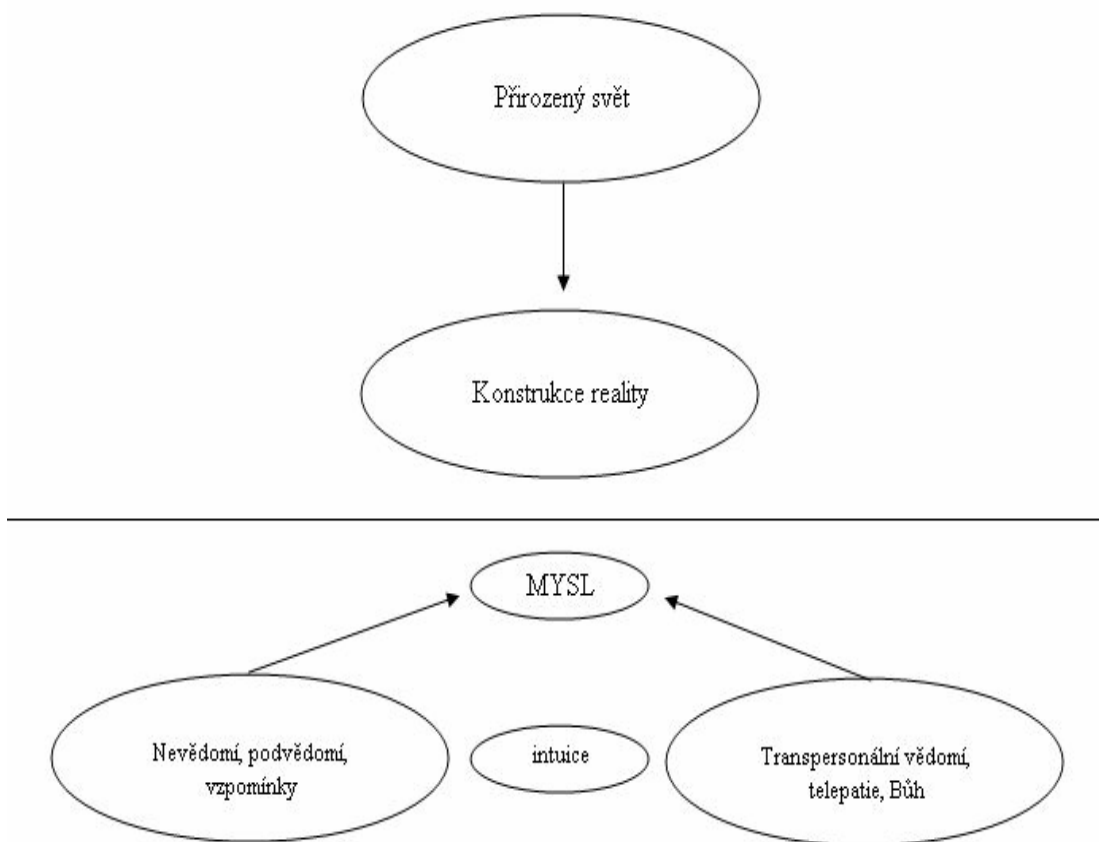 Přirozený svět
Konstrukce reality
MYSL
Nevědomí, podvědomí,
vzpomínky
intuice
Transpersonální vědomí,
telepatie, Bůh